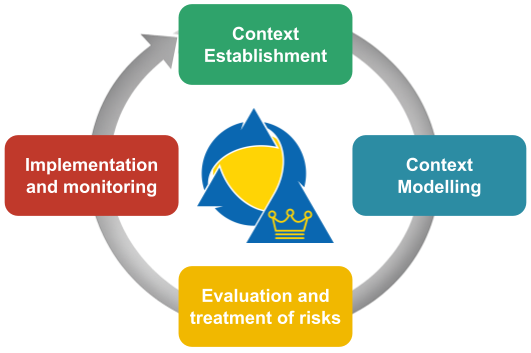 Context
Establishment
Context
Modelling
Evaluation and
treatment of risks
Implementation
and monitoring